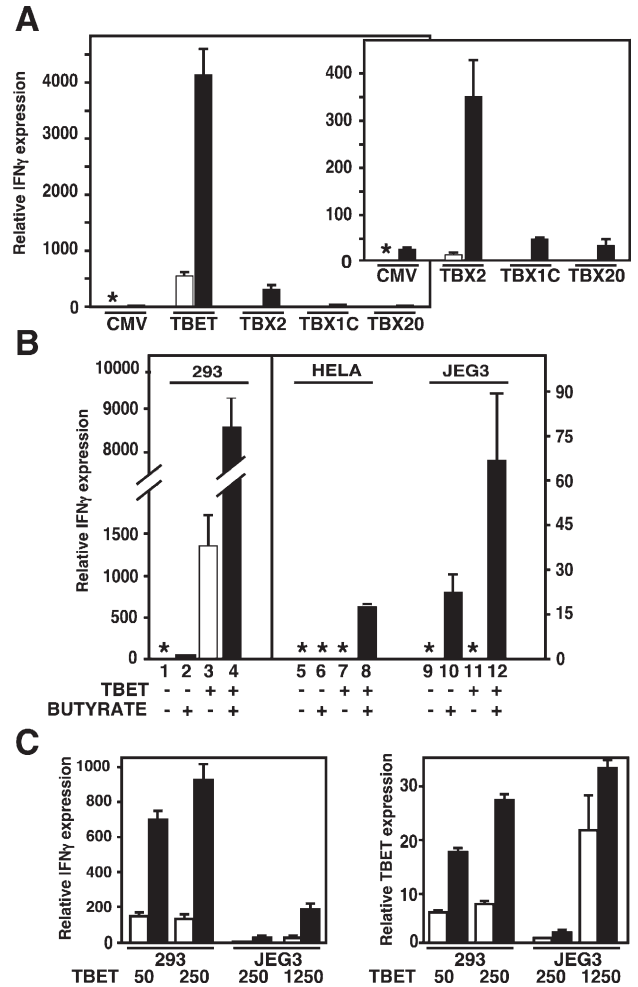 A
Relative IFNγ expression
4000
3000
2000
1000
0
*
CMV TBET TBX2 TBX1C TBX20
400
300
200
100
0
*
CMV TBX2 TBX1C TBX20
B
Relative IFNγ expression
10000
9000
8000
1500
1000
500
0
293 HELA JEG3
90
75
60
45
30
15
0
* * * * * *
1 2 3 4 5 6 7 8 9 10 11 12
TBET - - + + - - + + - - + +
BUTYRATE - + - + - + - + - + - +
C
Relative IFNγ expression
1000
800
600
400
200
0
293 JEG3
TBET 50 250 250 1250
Relative TBET expression
30
20
10
0
293 JEG3
TBET 50 250 250 1250